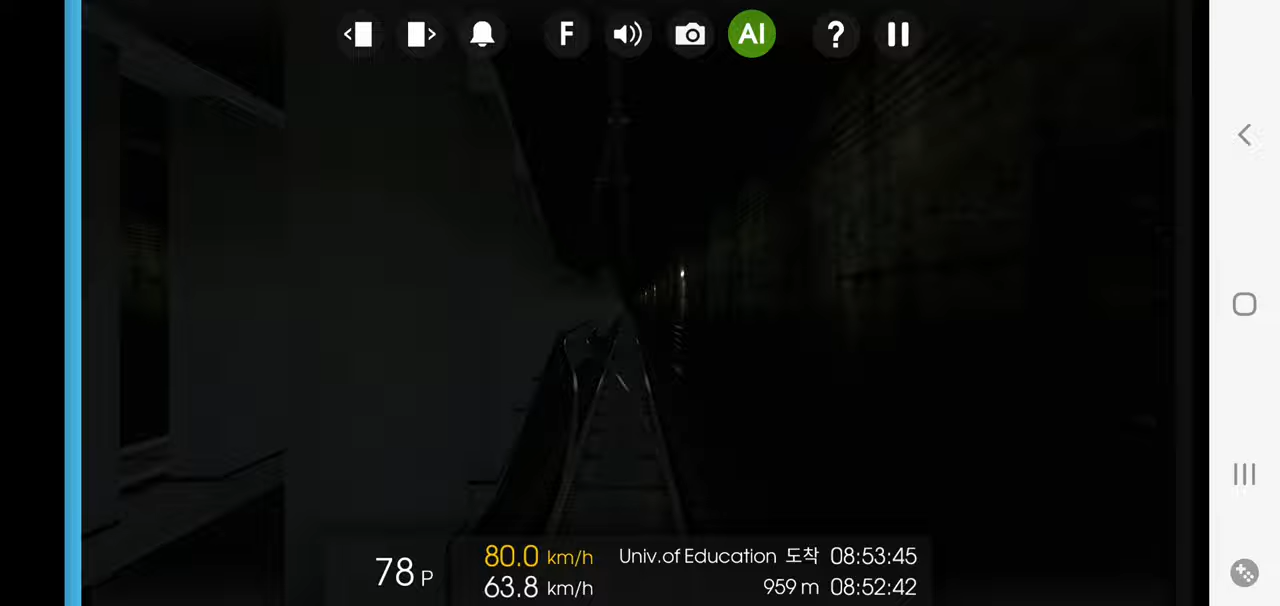 F
AI
?
78 P
80.0 km/h
63.8 km/h
Univ.of Education 도착 08:53:45
959 m 08:52:42